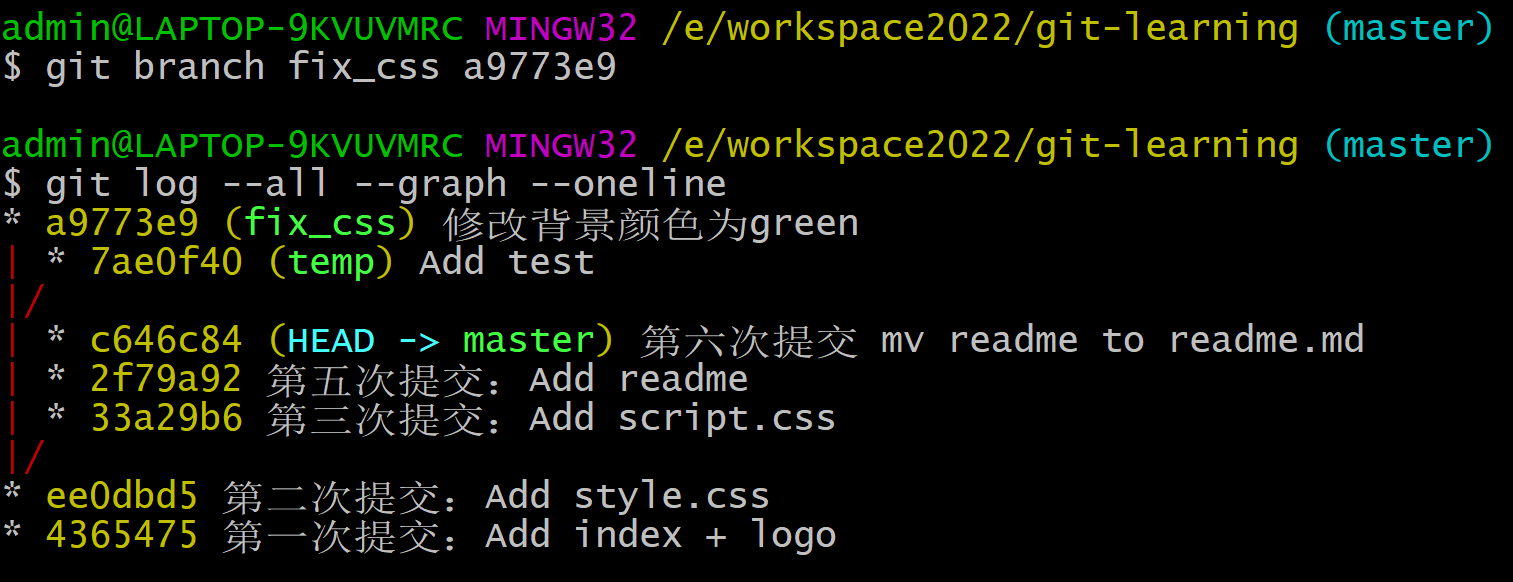 admin@LAPTOP-9KVUVMRC MINGW32 /e/workspace2022/git-learning (master)
$ git branch fix_css a9773e9
admin@LAPTOP-9KVUVMRC MINGW32 /e/workspace2022/git-learning (master)
$ git log --all --graph --oneline
* a9773e9 (fix_css) 修改背景颜色为green
| * 7ae0f40 (temp) Add test
|/
| * c646c84 (HEAD -> master) 第六次提交 mv readme to readme.md
| * 2f79a92 第五次提交：Add readme
| * 33a29b6 第三次提交：Add script.css
|/
* ee0dbd5 第二次提交：Add style.css
* 4365475 第一次提交：Add index + logo